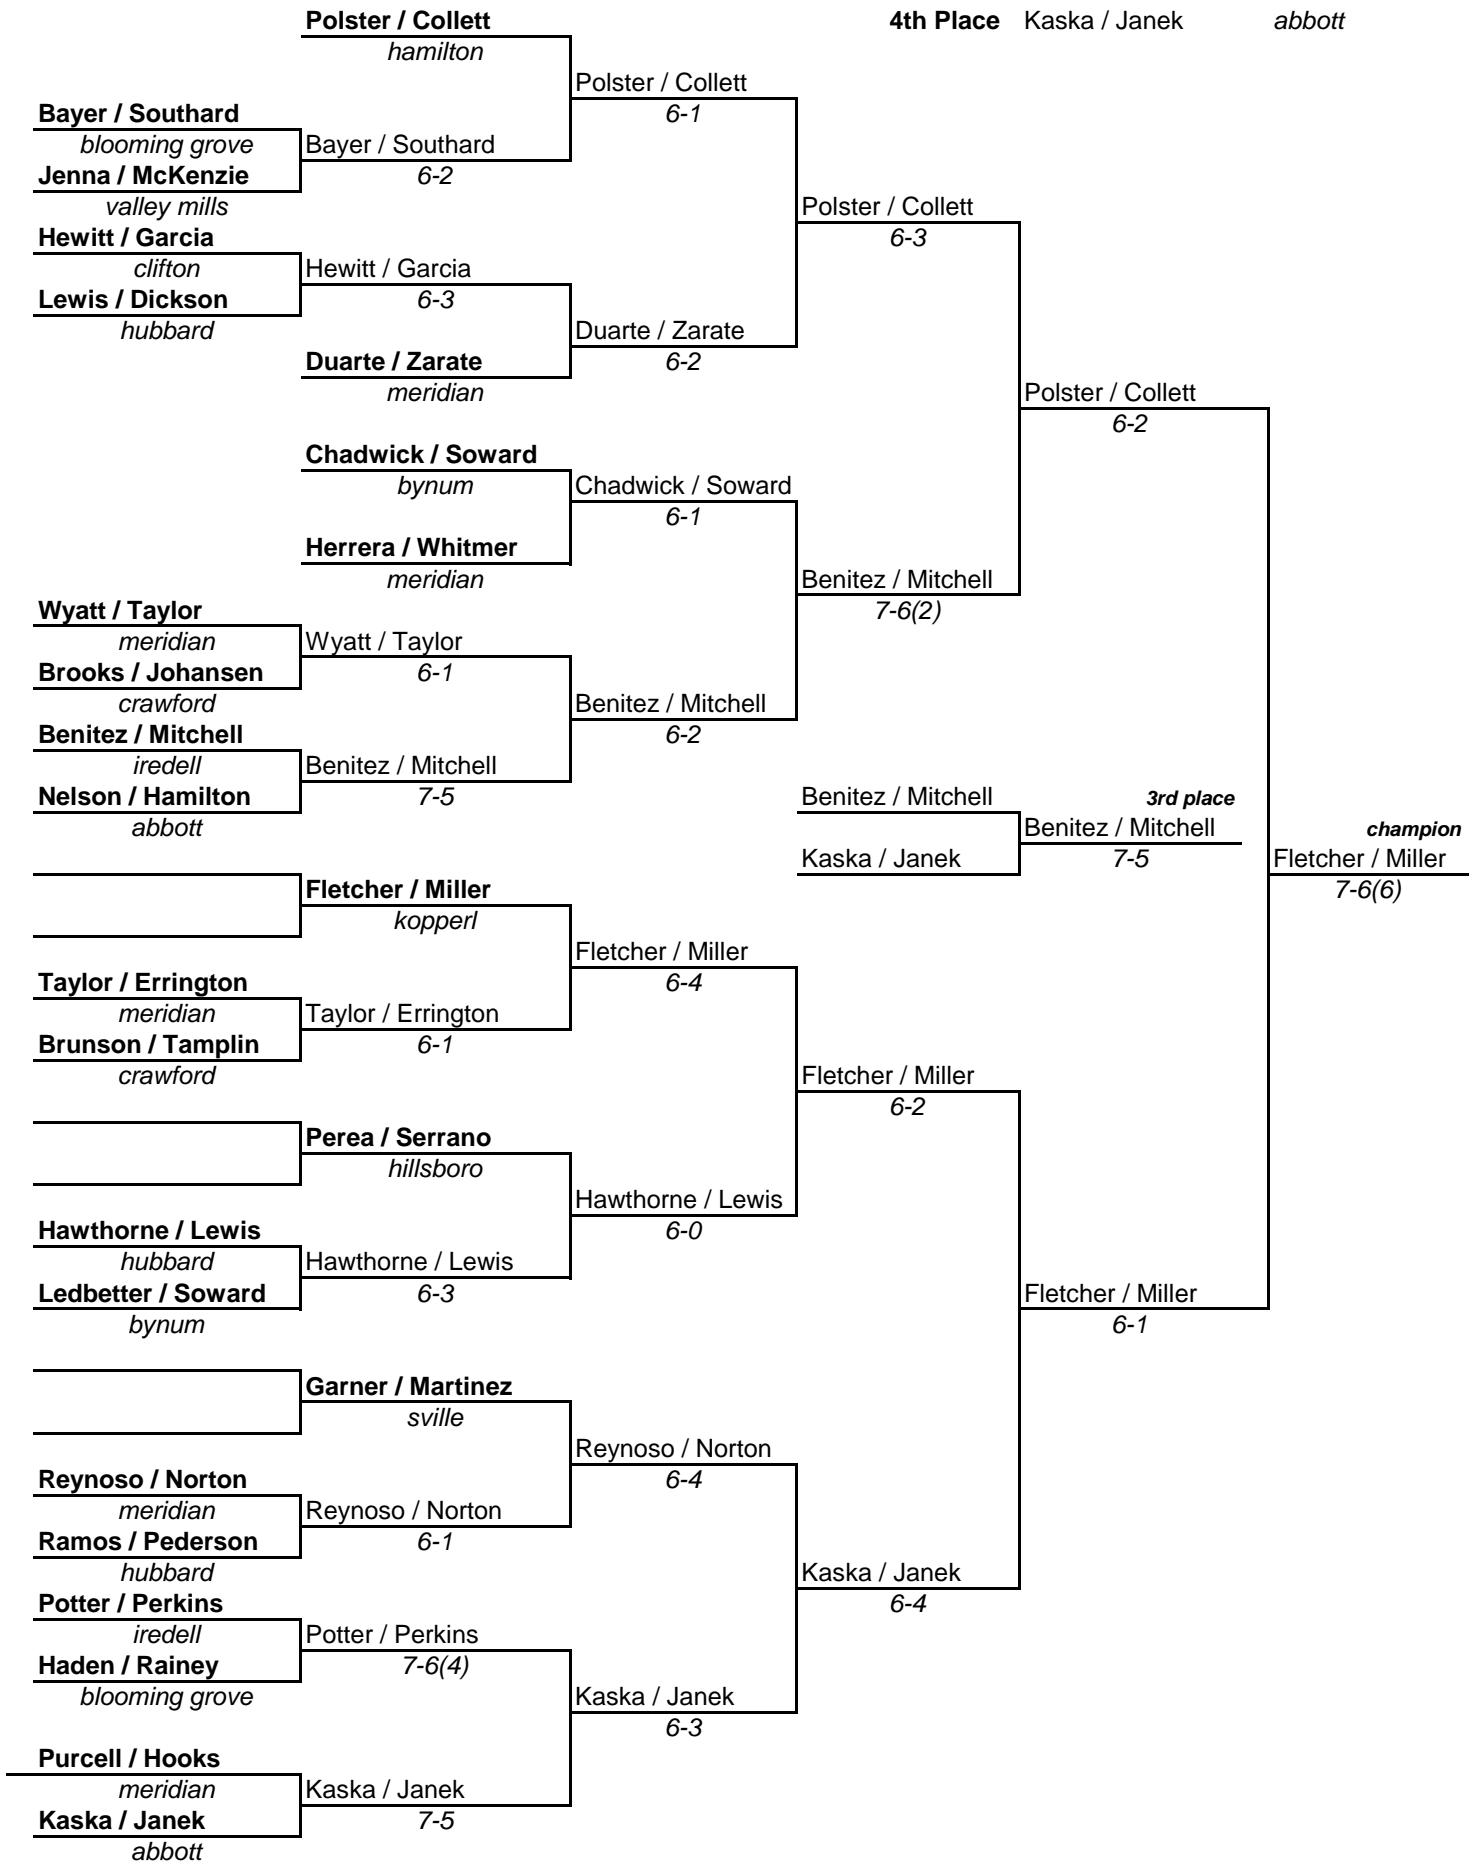 Polster / Collett
4th Place Kaska / Janek abbott
hamilton
Polster / Collett
6-1
Bayer / Southard
blooming grove
Bayer / Southard
Jenna / McKenzie
6-2
valley mills
Polster / Collett
6-3
Hewitt / Garcia
clifton
Hewitt / Garcia
Lewis / Dickson
6-3
hubbard
Duarte / Zarate
6-2
Duarte / Zarate
meridian
Polster / Collett
6-2
Chadwick / Soward
bynum
Chadwick / Soward
6-1
Herrera / Whitmer
meridian
Benitez / Mitchell
7-6(2)
Wyatt / Taylor
meridian
Wyatt / Taylor
Brooks / Johansen
6-1
crawford
Benitez / Mitchell
6-2
Benitez / Mitchell
iredell
Benitez / Mitchell
Nelson / Hamilton
7-5
abbott
Benitez / Mitchell
3rd place
Benitez / Mitchell
champion
Kaska / Janek
7-5
Fletcher / Miller
7-6(6)
Fletcher / Miller
kopperl
Fletcher / Miller
6-4
Taylor / Errington
meridian
Taylor / Errington
Brunson / Tamplin
6-1
crawford
Fletcher / Miller
6-2
Perea / Serrano
hillsboro
Hawthorne / Lewis
6-0
Hawthorne / Lewis
hubbard
Hawthorne / Lewis
Ledbetter / Soward
6-3
bynum
Fletcher / Miller
6-1
Garner / Martinez
sville
Reynoso / Norton
6-4
Reynoso / Norton
meridian
Reynoso / Norton
Ramos / Pederson
6-1
hubbard
Kaska / Janek
6-4
Potter / Perkins
iredell
Potter / Perkins
Haden / Rainey
7-6(4)
blooming grove
Kaska / Janek
6-3
Purcell / Hooks
meridian
Kaska / Janek
Kaska / Janek
7-5
abbott